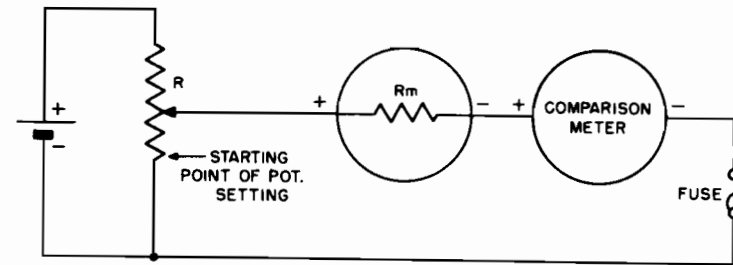 +
-
R
STARTING
POINT OF POT.
SETTING
+
Rm
-
+
COMPARISON
METER
-
FUSE